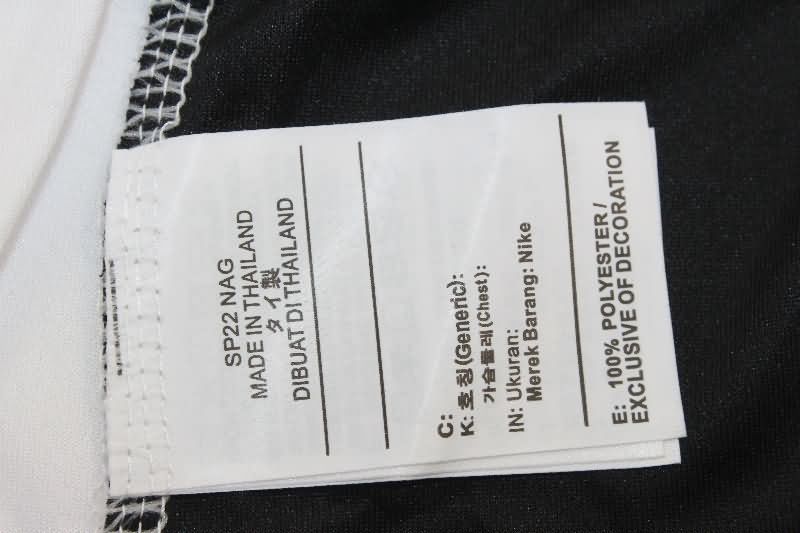 SP22 NAG
MADE IN THAILAND
タイ製
DIBUAT DI THAILAND
C:
K: 호칭(Generic):
가슴둘레(Chest):
IN: Ukuran:
Merek Barang: Nike
E: 100% POLYESTER/
EXCLUSIVE OF DECORATION